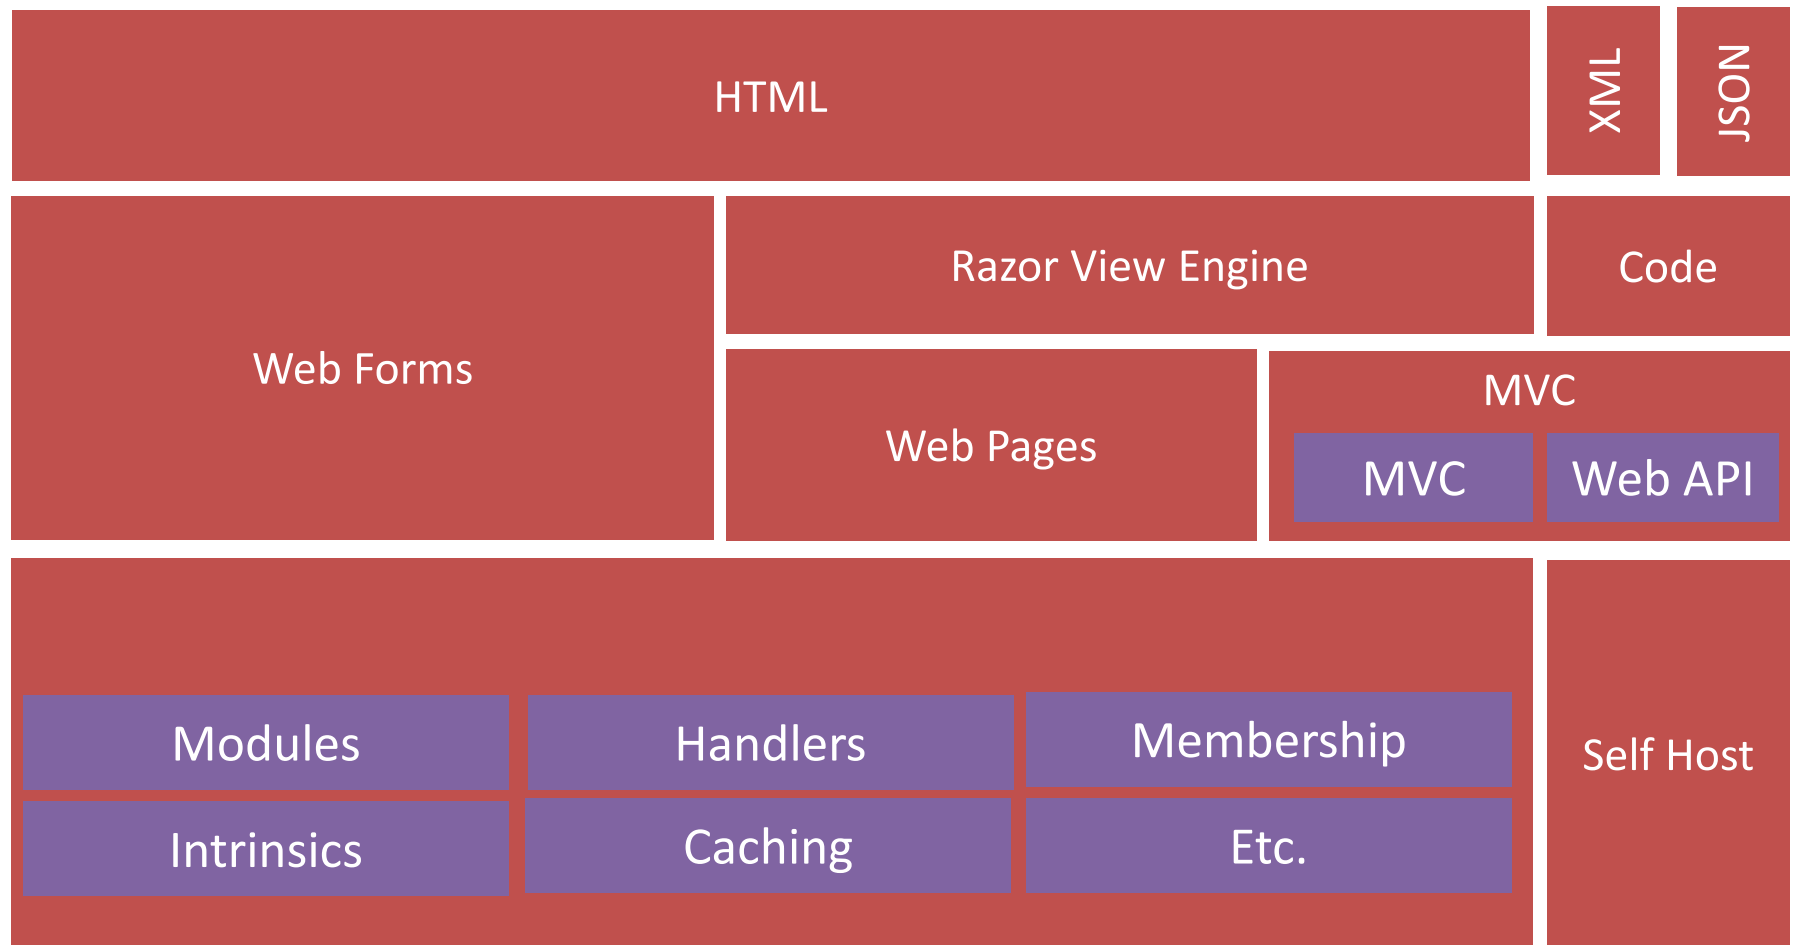 HTML
XML
JSON
Web Forms
Razor View Engine
Code
Web Pages
MVC
MVC
Web API
Modules
Handlers
Membership
Intrinsics
Caching
Etc.
Self Host